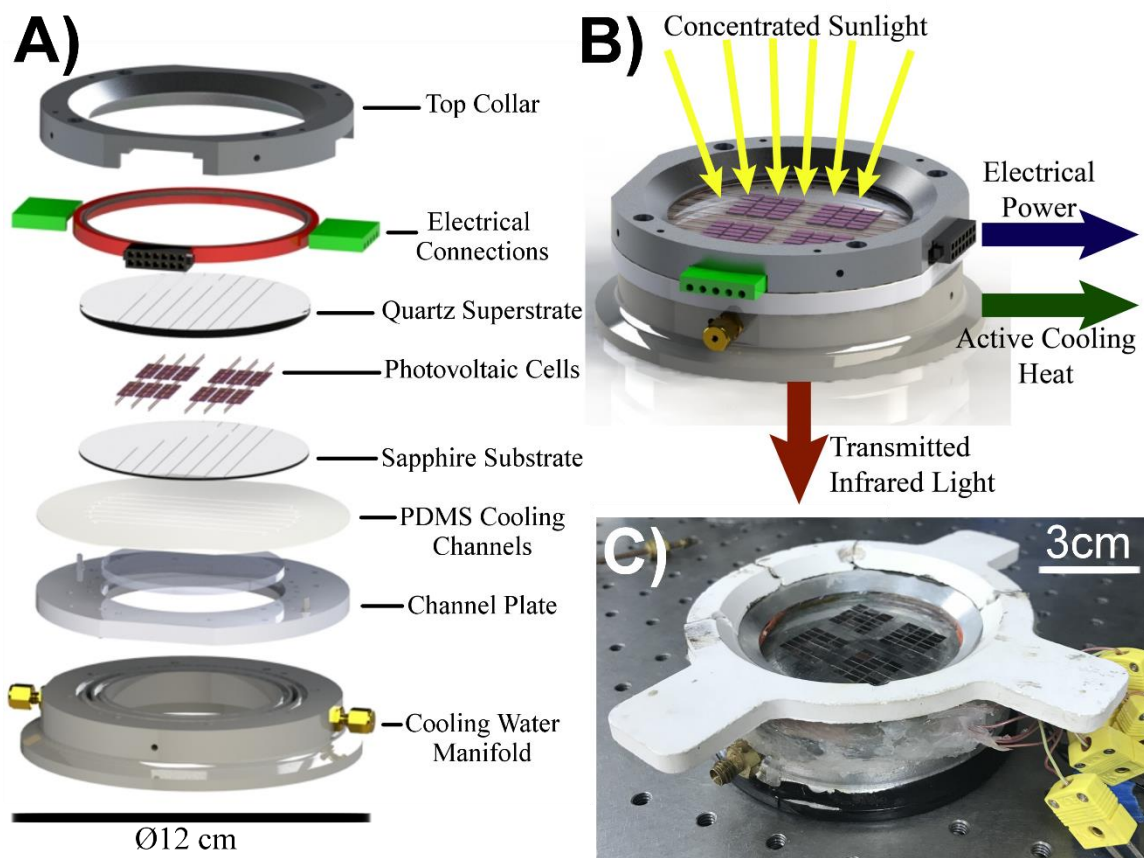 A)
Top Collar
Electrical
Connections
Quartz Superstrate
Photovoltaic Cells
Sapphire Substrate
PDMS Cooling
Channels
Channel Plate
Cooling Water
Manifold
Ø12 cm
B)
Concentrated Sunlight
Electrical
Power
Active Cooling
Heat
Transmitted
Infrared Light
C)
3cm